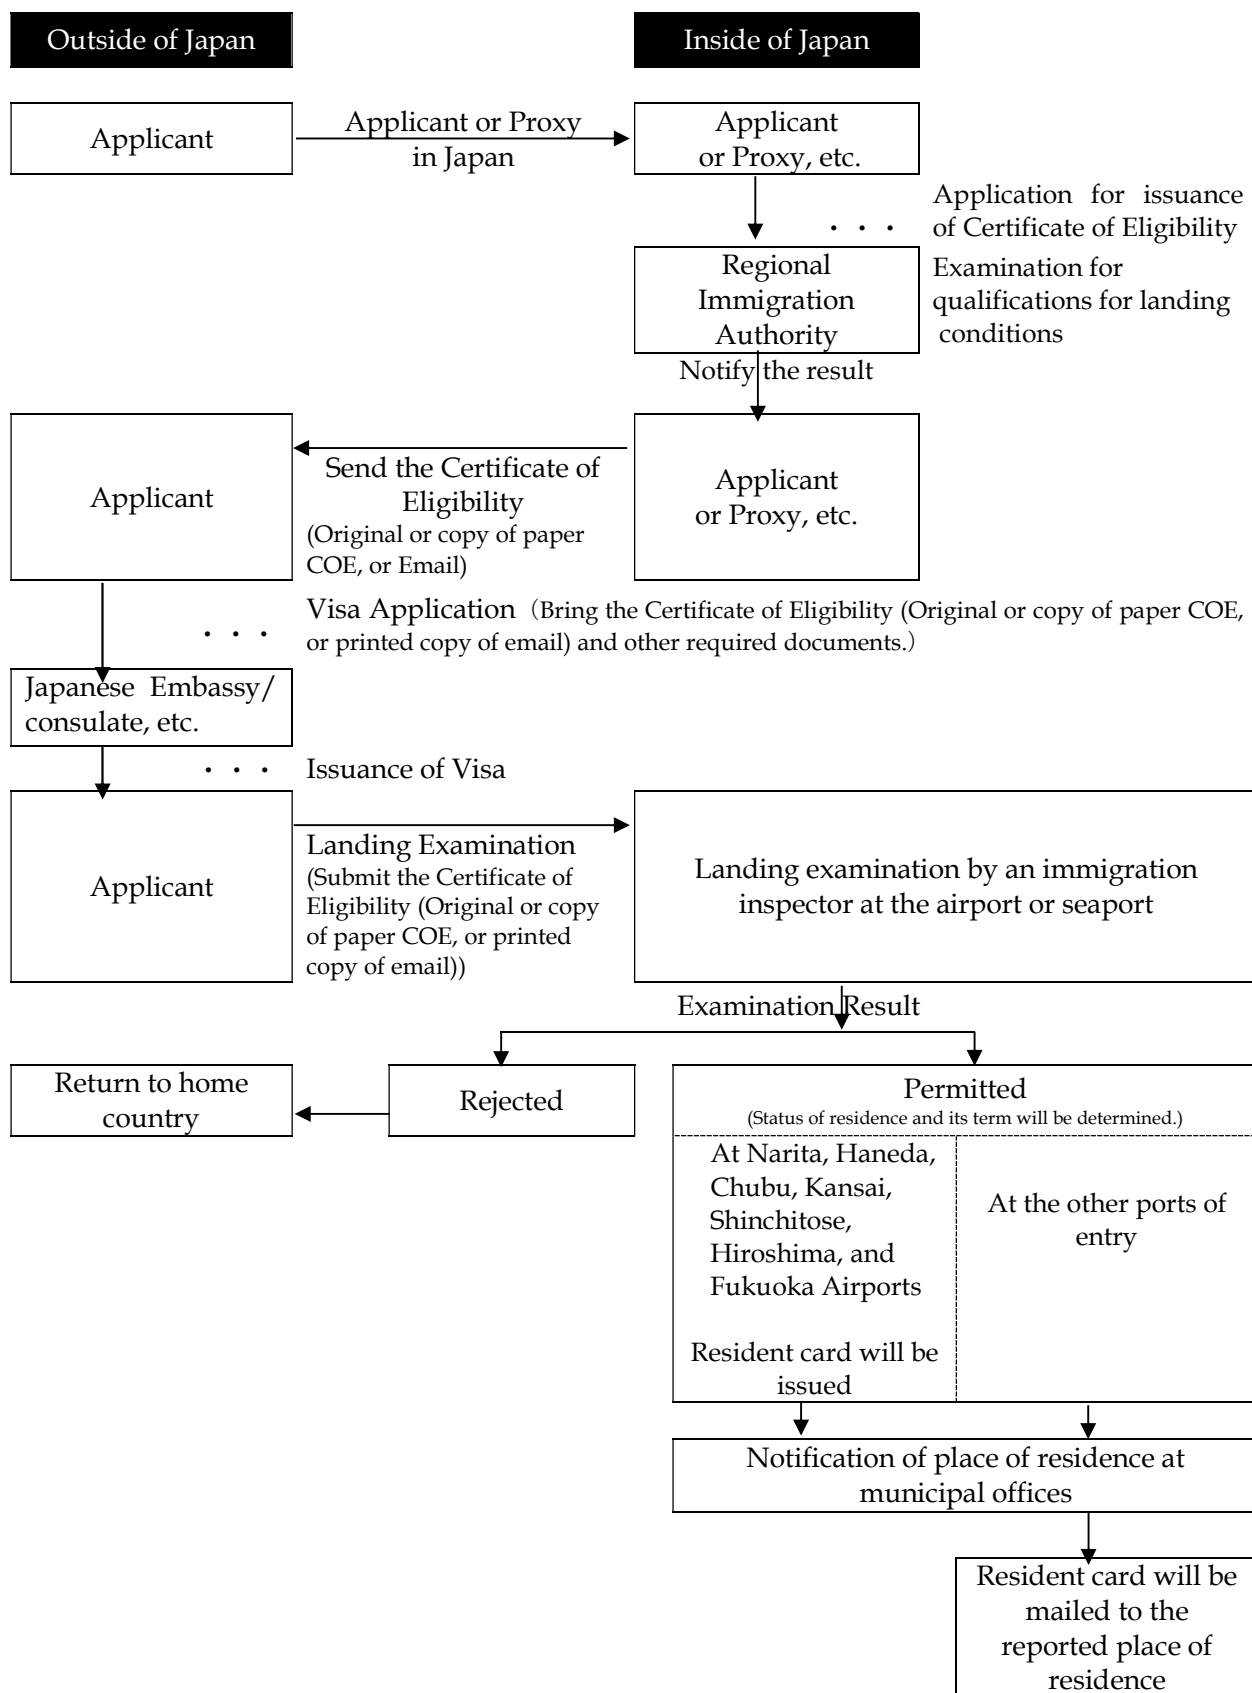 Outside of Japan
Inside of Japan
Applicant
Applicant or Proxy
in Japan
Applicant
or Proxy, etc.
・ ・ ・
Application for issuance
of Certificate of Eligibility
Regional
Immigration
Authority
Examination for
qualifications for landing
conditions
Notify the result
Applicant
Send the Certificate of
Eligibility
(Original or copy of paper
COE, or Email)
Applicant
or Proxy, etc.
・ ・ ・
Visa Application（Bring the Certificate of Eligibility (Original or copy of paper COE,
or printed copy of email) and other required documents.）
Japanese Embassy/
consulate, etc.
・ ・ ・
Issuance of Visa
Applicant
Landing Examination
(Submit the Certificate of
Eligibility (Original or copy
of paper COE, or printed
copy of email))
Landing examination by an immigration
inspector at the airport or seaport
Examination Result
Return to home
country
Rejected
Permitted
(Status of residence and its term will be determined.)
At Narita, Haneda,
Chubu, Kansai,
Shinchitose,
Hiroshima, and
Fukuoka Airports
Resident card will be
issued
At the other ports of
entry
Notification of place of residence at
municipal offices
Resident card will be
mailed to the
reported place of
residence